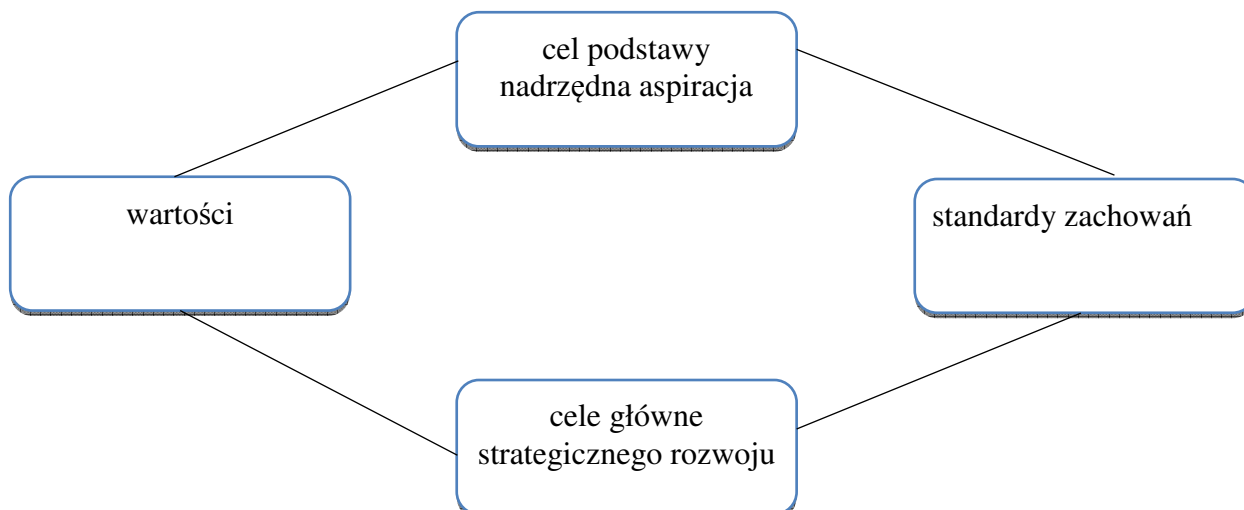 cel podstawy
nadrzędna aspiracja
wartości
standardy zachowań
cele główne
strategicznego rozwoju